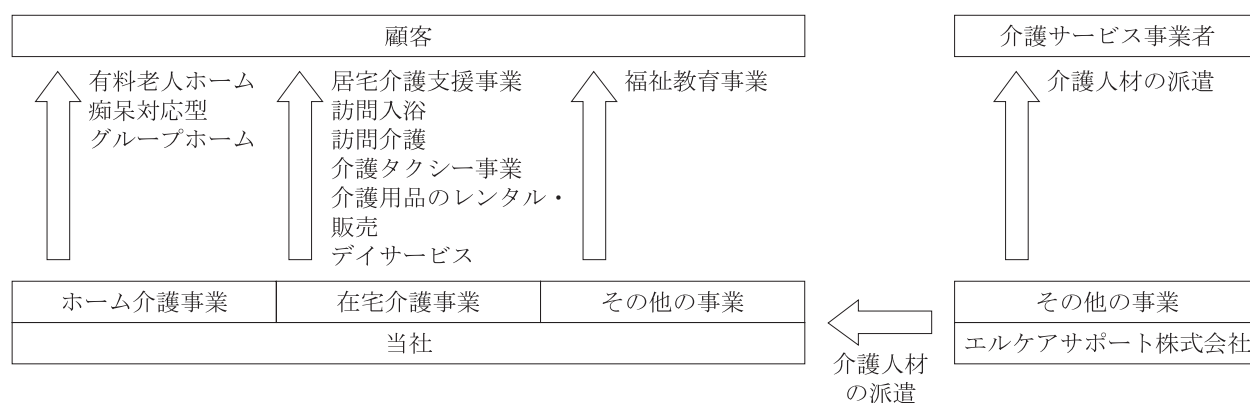 顧客
介護サービス事業者
有料老人ホーム
痴呆対応型
グループホーム
居宅介護支援事業
訪問入浴
訪問介護
介護タクシー事業
介護用品のレンタル・
販売
デイサービス
福祉教育事業
介護人材の派遣
ホーム介護事業
在宅介護事業
その他の事業
その他の事業
当社
エルケアサポート株式会社
介護人材
の派遣